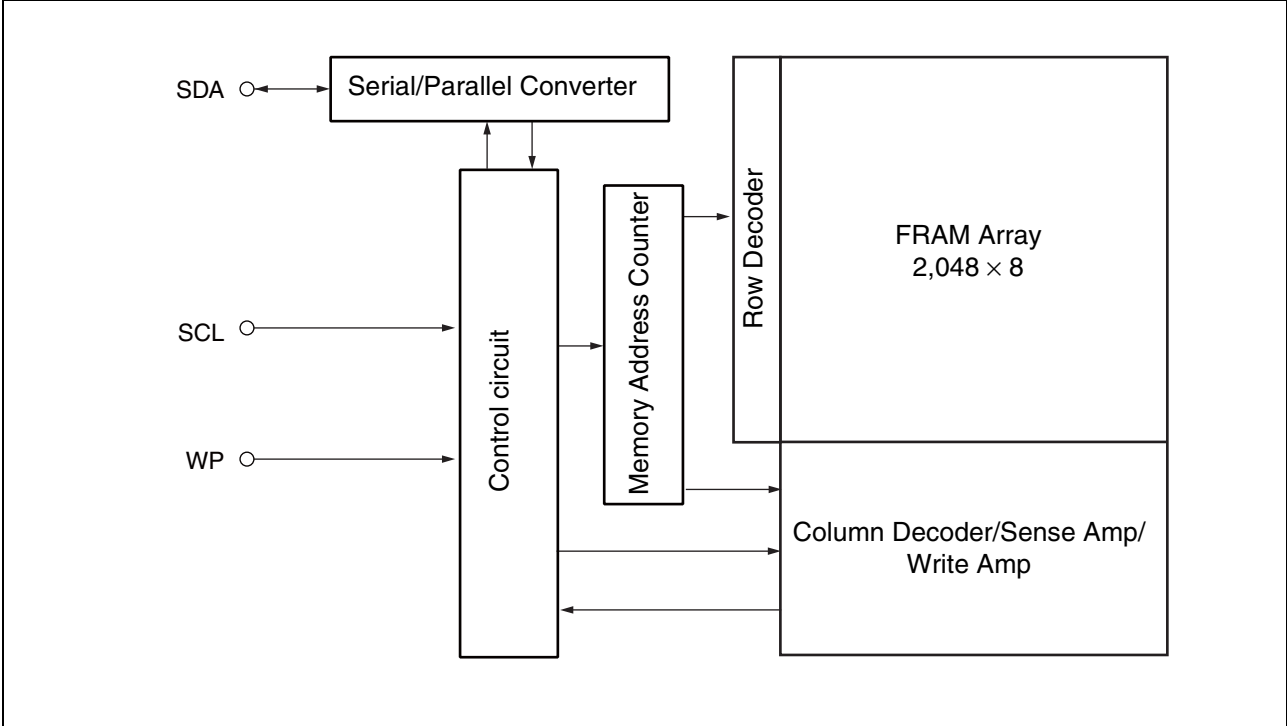 SDA
Serial/Parallel Converter
SCL
WP
Control circuit
Memory Address Counter
Row Decoder
FRAM Array
2,048 × 8
Column Decoder/Sense Amp/
Write Amp